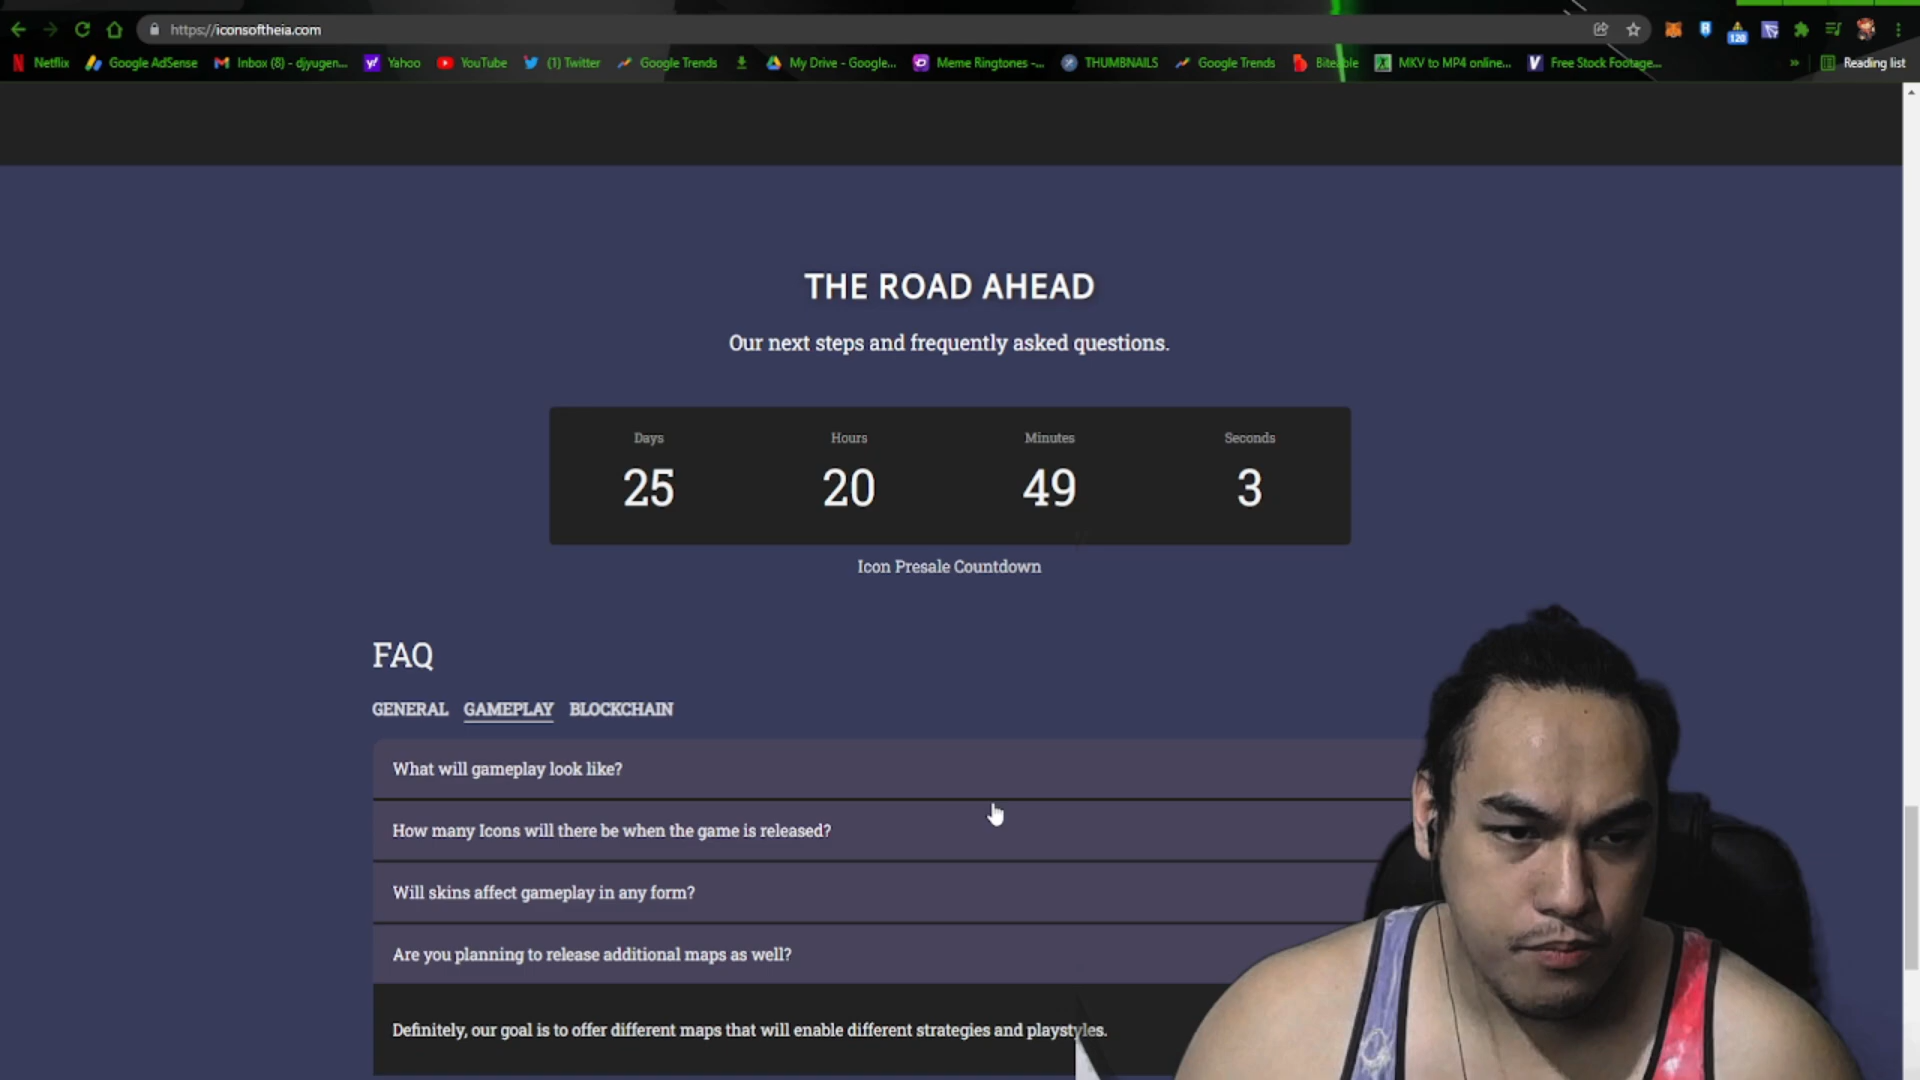 https://iconsoftheia.com
120
Netflix Google AdSense Inbox (8) - djyugen... Yahoo YouTube (1) Twitter Google Trends My Drive - Google... Meme Ringtones -... THUMBNAILS Google Trends Biteable MKV to MP4 online... Free Stock Footage... » Reading list
THE ROAD AHEAD
Our next steps and frequently asked questions.
Days Hours Minutes Seconds
25 20 49 3
Icon Presale Countdown
FAQ
GENERAL GAMEPLAY BLOCKCHAIN
What will gameplay look like?
How many Icons will there be when the game is released?
Will skins affect gameplay in any form?
Are you planning to release additional maps as well?
Definitely, our goal is to offer different maps that will enable different strategies and playstyles.